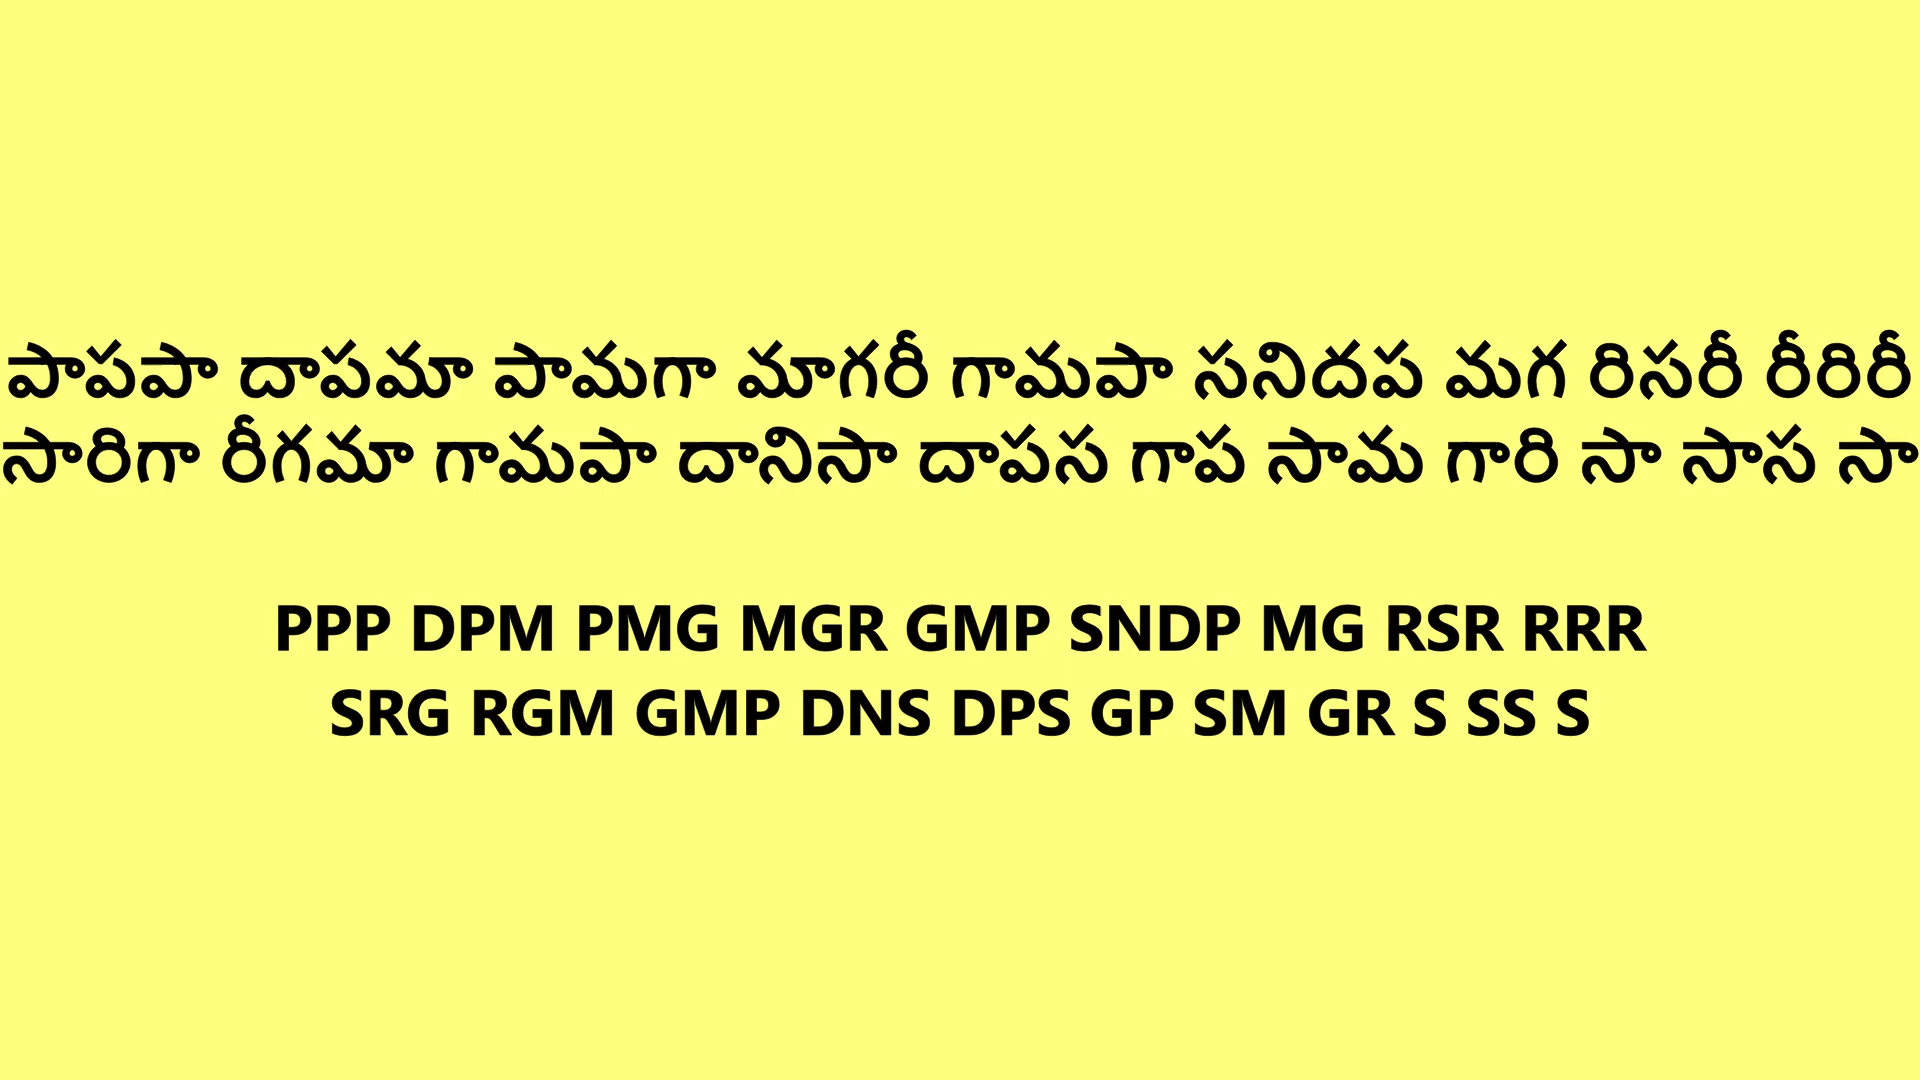 పాపపా దాపమా పామగా మాగరీ గామపా సనిదప మగ రిసరీ రీరిరీ
సారిగా రీగమా గామపా దానిసా దాపస గాప సామ గారి సా సాస సా
PPP DPM PMG MGR GMP SNDP MG RSR RRR
SRG RGM GMP DNS DPS GP SM GR S SS S